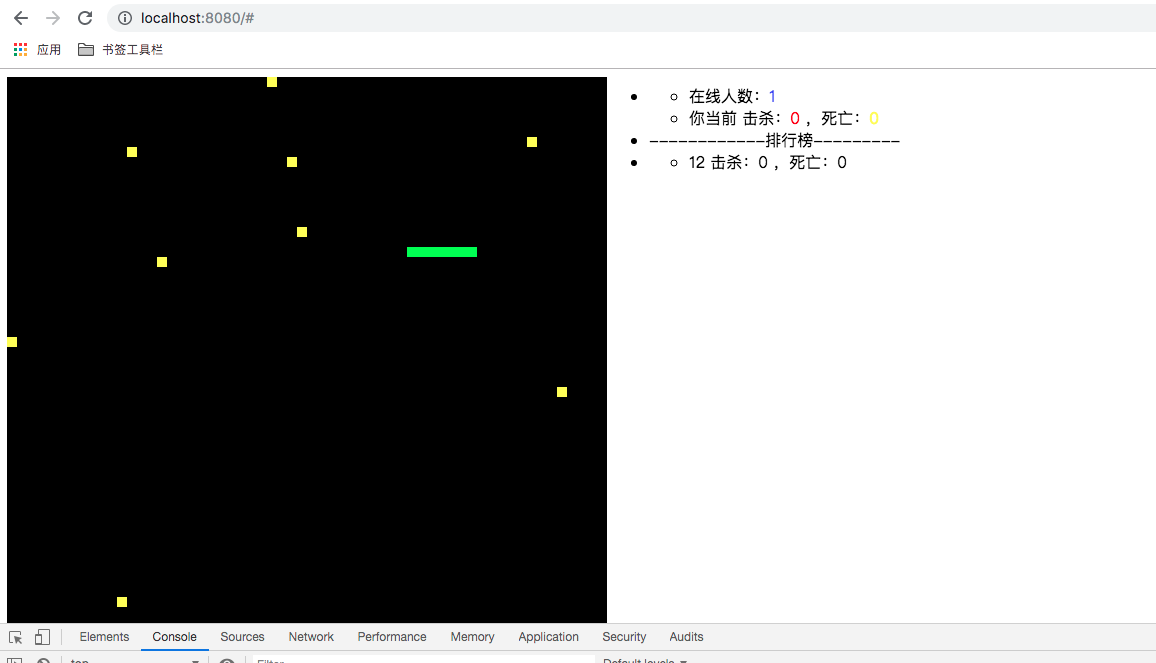 localhost:8080/#
应用 书签工具栏
在线人数：1
你当前 击杀：0 ，死亡：0
------------排行榜---------
12 击杀：0 ，死亡：0
Elements Console Sources Network Performance Memory Application Security Audits
top Filter Default levels